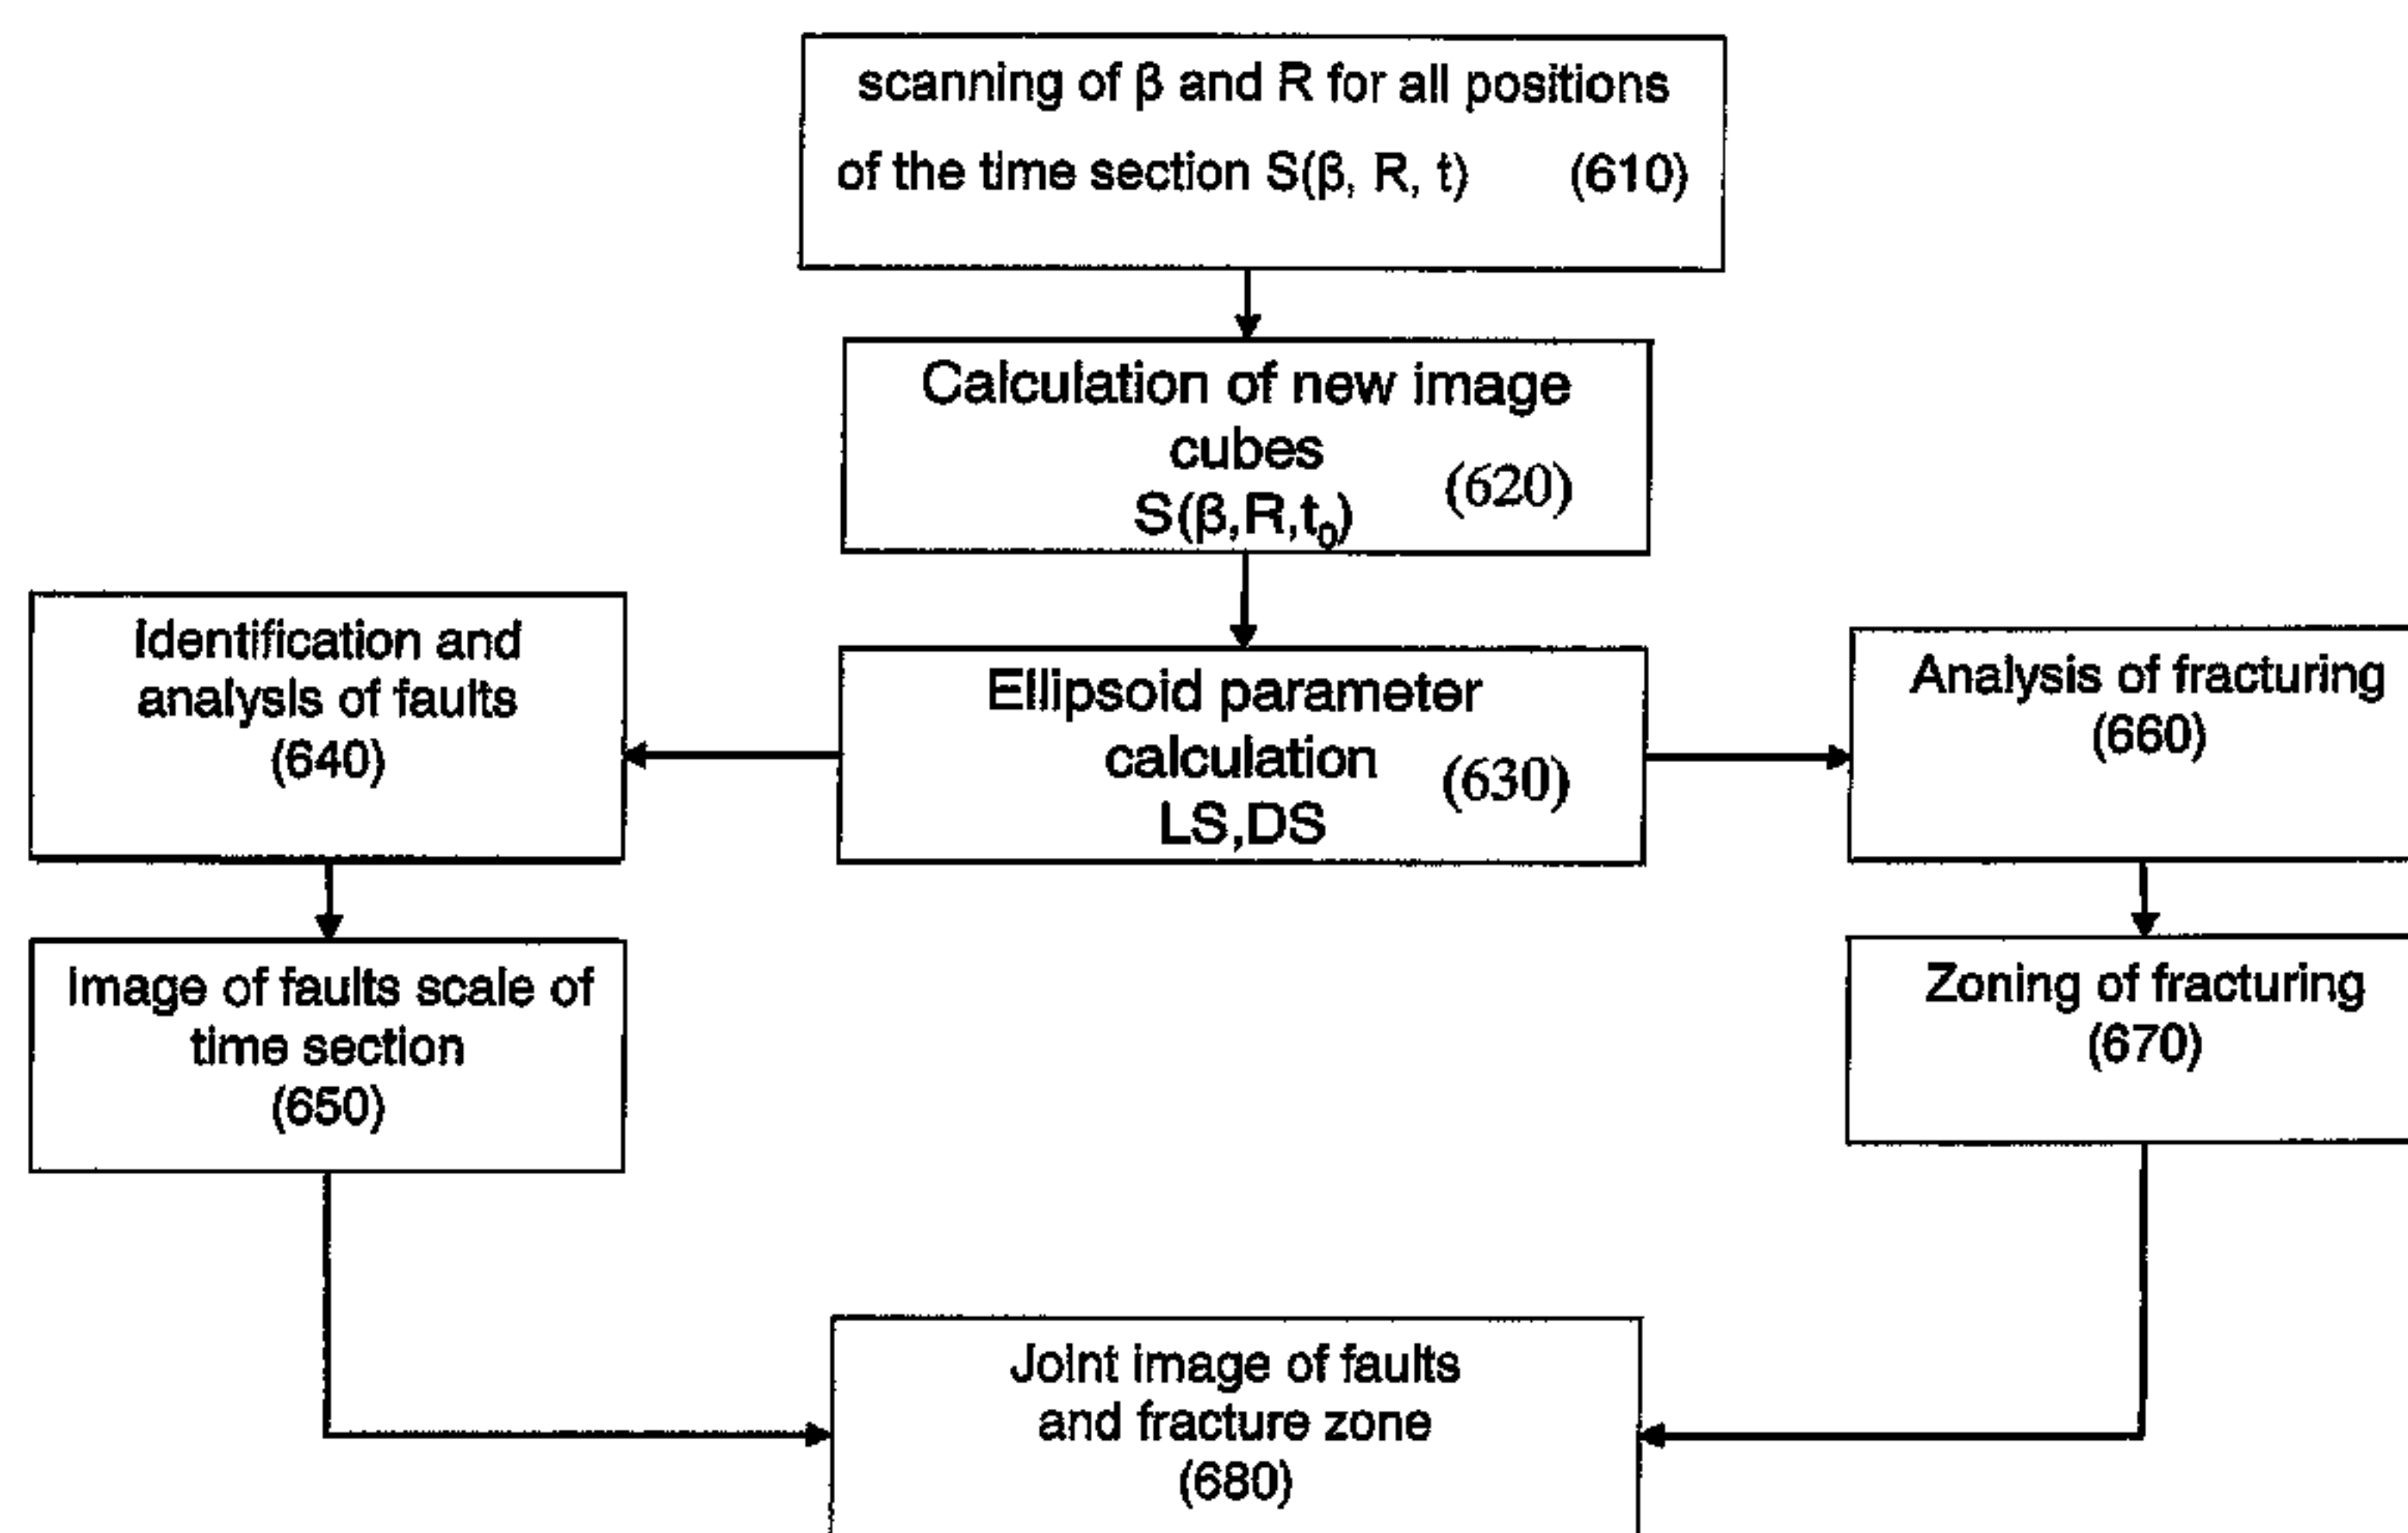 scanning of β and R for all positions
of the time section S(β, R, t) (610)
Calculation of new image
cubes
(620)
S(β,R,t₀)
Identification and
analysis of faults
(640)
Ellipsoid parameter
calculation (630)
LS,DS
Analysis of fracturing
(660)
Image of faults scale of
time section
(650)
Zoning of fracturing
(670)
Joint image of faults
and fracture zone
(680)